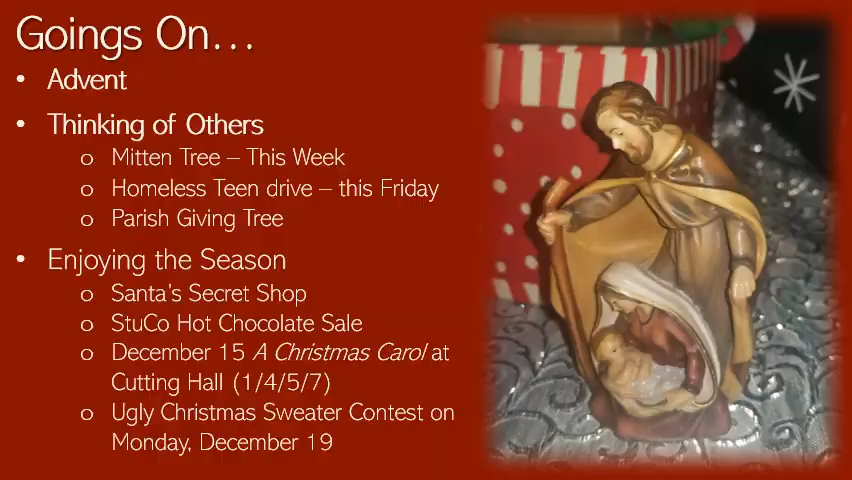 Goings On…
• Advent
• Thinking of Others
o Mitten Tree – This Week
o Homeless Teen drive – this Friday
o Parish Giving Tree
• Enjoying the Season
o Santa's Secret Shop
o StuCo Hot Chocolate Sale
o December 15 A Christmas Carol at
Cutting Hall (1/4/5/7)
o Ugly Christmas Sweater Contest on
Monday, December 19